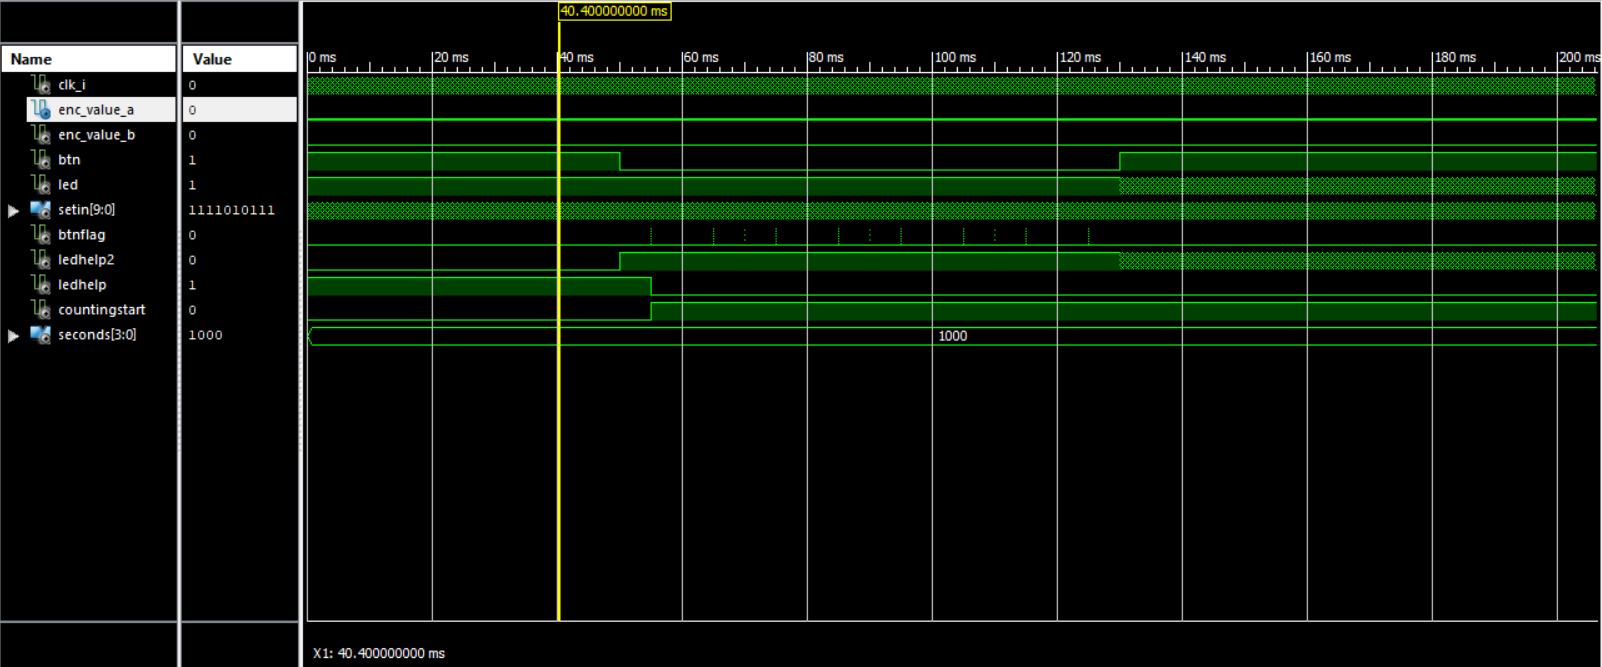 40.400000000 ms
Name Value 0 ms 20 ms 40 ms 60 ms 80 ms 100 ms 120 ms 140 ms 160 ms 180 ms 200 ms
clk_i 0
enc_value_a 0
enc_value_b 0
btn 1
led 1
setin[9:0] 1111010111
btnflag 0
ledhelp2 0
ledhelp 1
countingstart 0
seconds[3:0] 1000 1000
X1: 40.400000000 ms